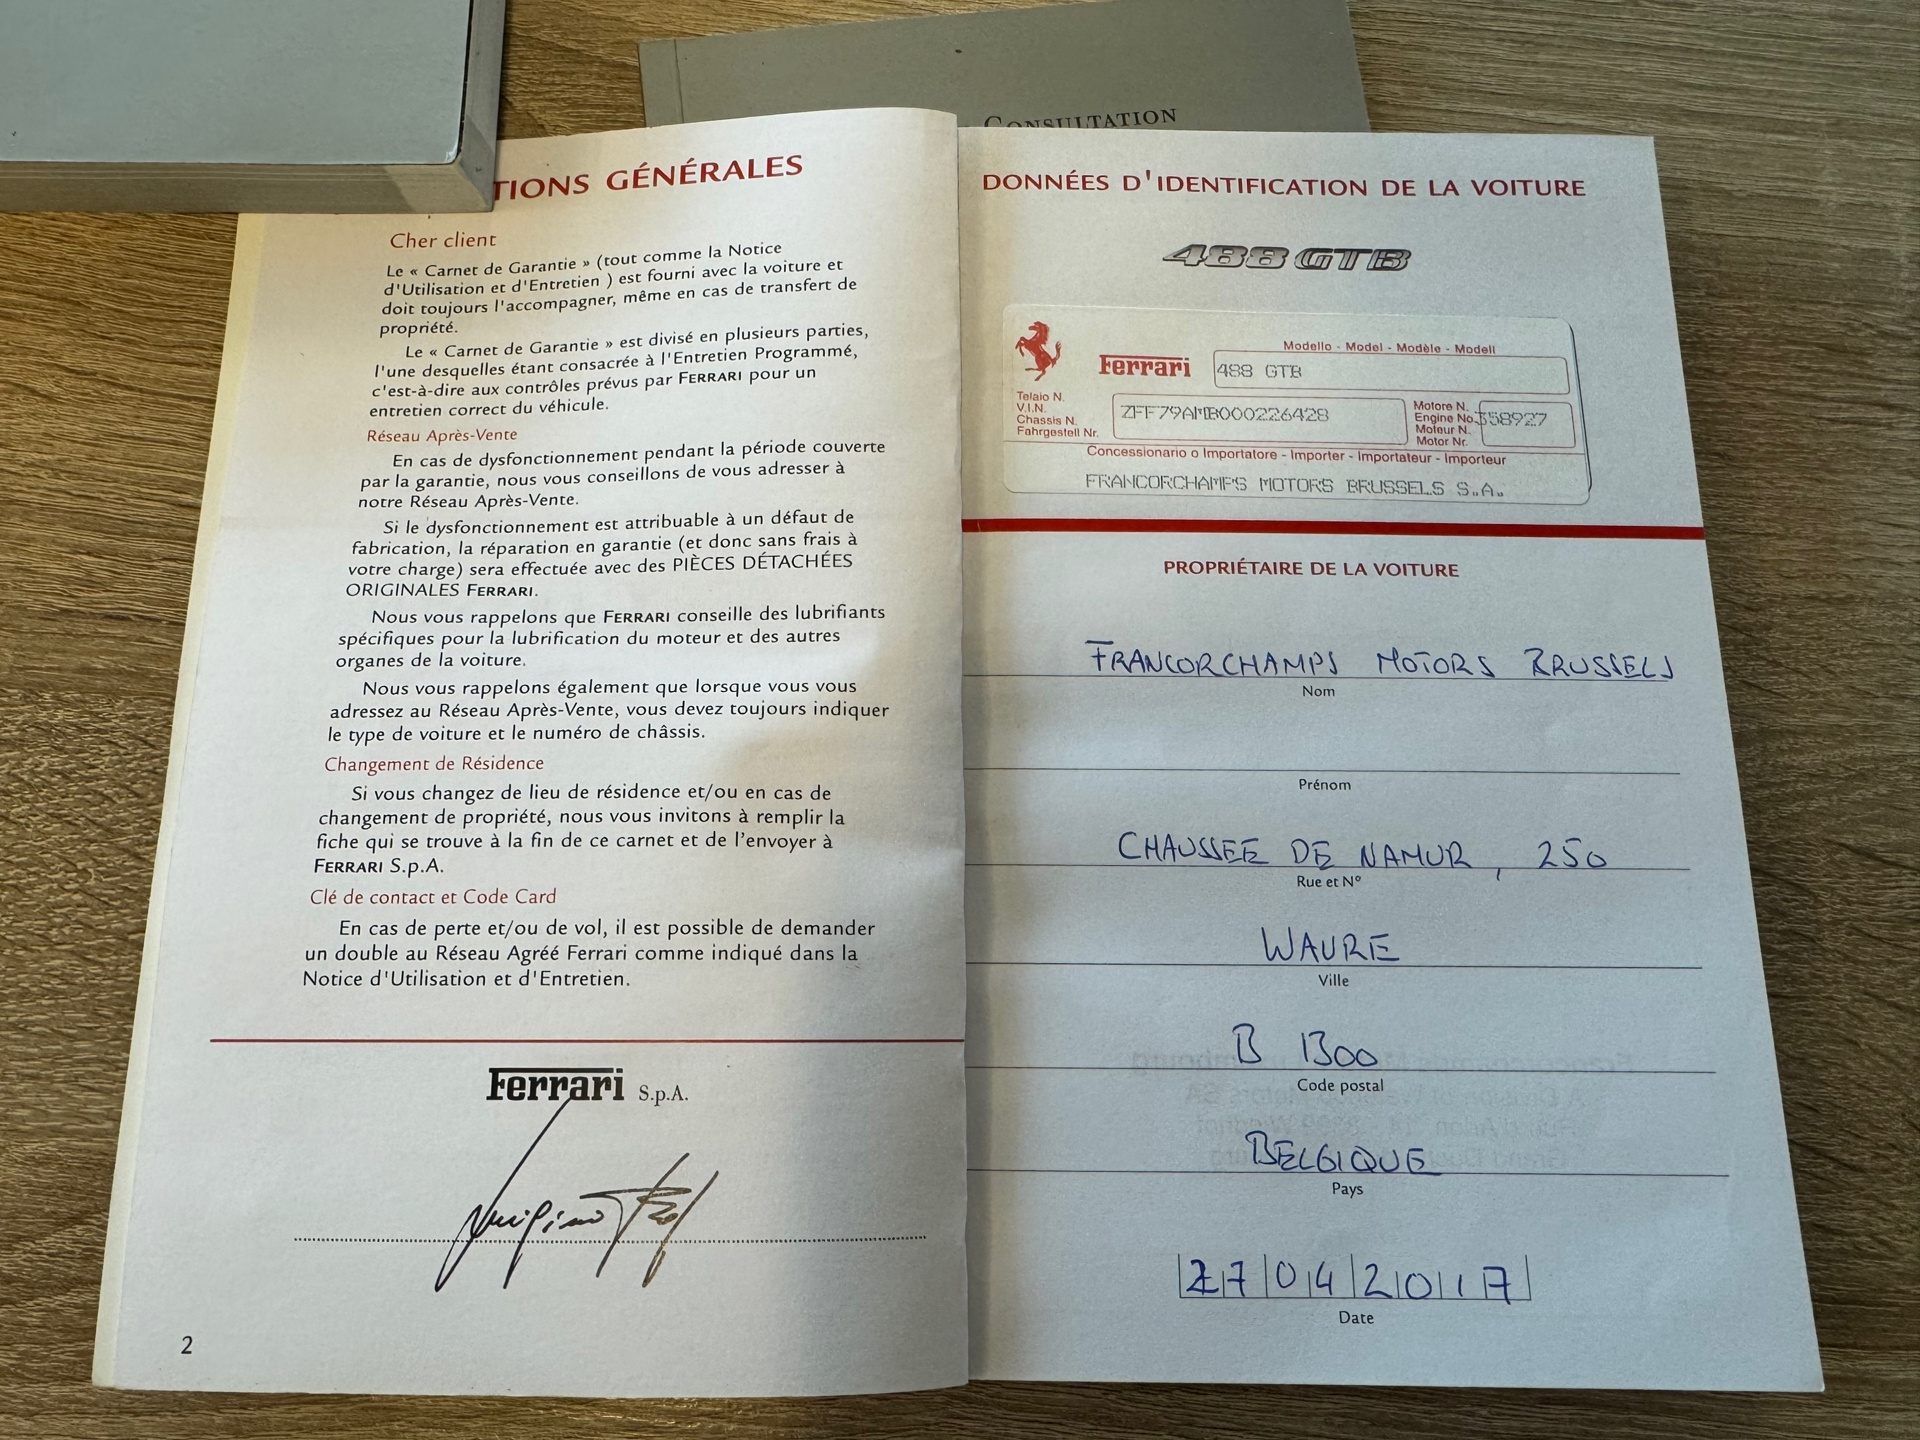 CONSULTATION
TIONS GÉNÉRALES
Cher client
Le « Carnet de Garantie » (tout comme la Notice
d'Utilisation et d'Entretien ) est fourni avec la voiture et
doit toujours l'accompagner, même en cas de transfert de
propriété.
Le « Carnet de Garantie » est divisé en plusieurs parties,
l'une desquelles étant consacrée à l'Entretien Programmé,
c'est-à-dire aux contrôles prévus par FERRARI pour un
entretien correct du véhicule.
Réseau Après-Vente
En cas de dysfonctionnement pendant la période couverte
par la garantie, nous vous conseillons de vous adresser à
notre Réseau Après-Vente.
Si le dysfonctionnement est attribuable à un défaut de
fabrication, la réparation en garantie (et donc sans frais à
votre charge) sera effectuée avec des PIÈCES DÉTACHÉES
ORIGINALES FERRARI.
Nous vous rappelons que FERRARI conseille des lubrifiants
spécifiques pour la lubrification du moteur et des autres
organes de la voiture.
Nous vous rappelons également que lorsque vous vous
adressez au Réseau Après-Vente, vous devez toujours indiquer
le type de voiture et le numéro de châssis.
Changement de Résidence
Si vous changez de lieu de résidence et/ou en cas de
changement de propriété, nous vous invitons à remplir la
fiche qui se trouve à la fin de ce carnet et de l'envoyer à
FERRARI S.p.A.
Clé de contact et Code Card
En cas de perte et/ou de vol, il est possible de demander
un double au Réseau Agréé Ferrari comme indiqué dans la
Notice d'Utilisation et d'Entretien.
Ferrari S.p.A.
2
DONNÉES D'IDENTIFICATION DE LA VOITURE
488 GTB
Modello - Model - Modèle - Modell
Ferrari 488 GTB
Telaio N.
V.I.N.
Chassis N.
Fahrgestell Nr.
ZFF79AMB000226428
Motore N.
Engine No.
Moteur N.
Motor Nr.
358927
Concessionario o Importatore - Importer - Importateur - Importeur
FRANCORCHAMPS MOTORS BRUSSELS S.A.
PROPRIÉTAIRE DE LA VOITURE
FRANCORCHAMPS MOTORS BRUSSELS
Nom
Prénom
CHAUSSEE DE NAMUR, 250
Rue et N°
WAVRE
Ville
B 1300
Code postal
BELGIQUE
Pays
27042017
Date